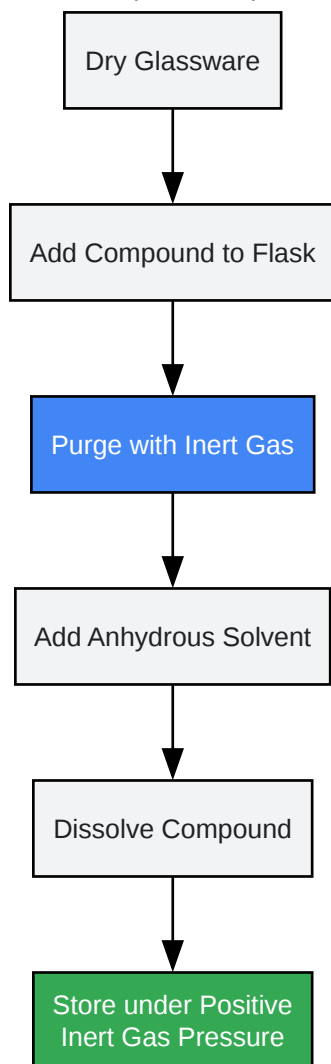 Dry Glassware
Add Compound to Flask
Purge with Inert Gas
Add Anhydrous Solvent
Dissolve Compound
Store under Positive
Inert Gas Pressure